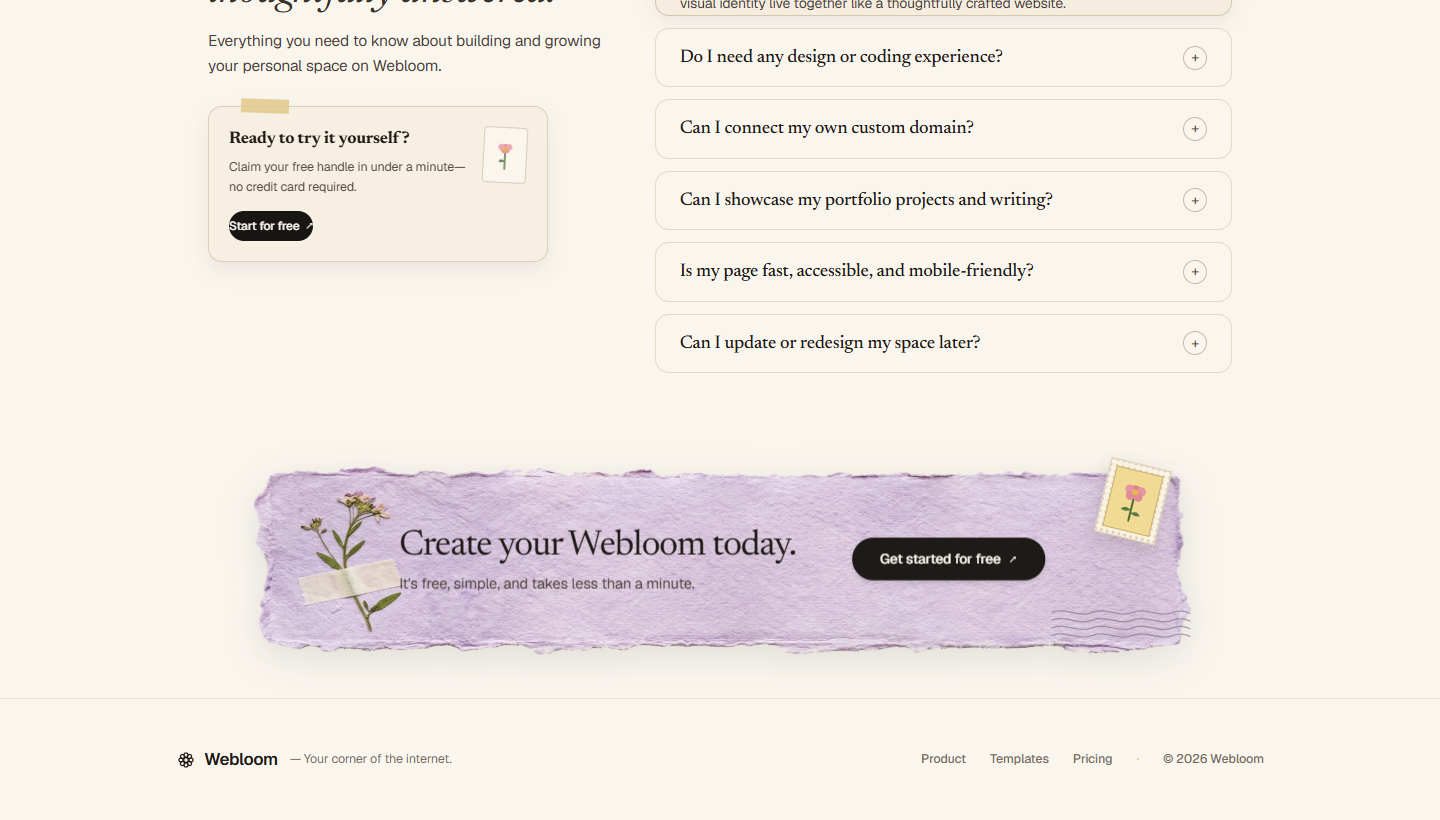 thoughtfully answered.
Everything you need to know about building and growing
your personal space on Webloom.
Ready to try it yourself?
Claim your free handle in under a minute—
no credit card required.
Start for free ↗
visual identity live together like a thoughtfully crafted website.
Do I need any design or coding experience?
+
Can I connect my own custom domain?
+
Can I showcase my portfolio projects and writing?
+
Is my page fast, accessible, and mobile-friendly?
+
Can I update or redesign my space later?
+
Create your Webloom today.
It's free, simple, and takes less than a minute.
Get started for free ↗
Webloom — Your corner of the internet.
Product Templates Pricing · © 2026 Webloom